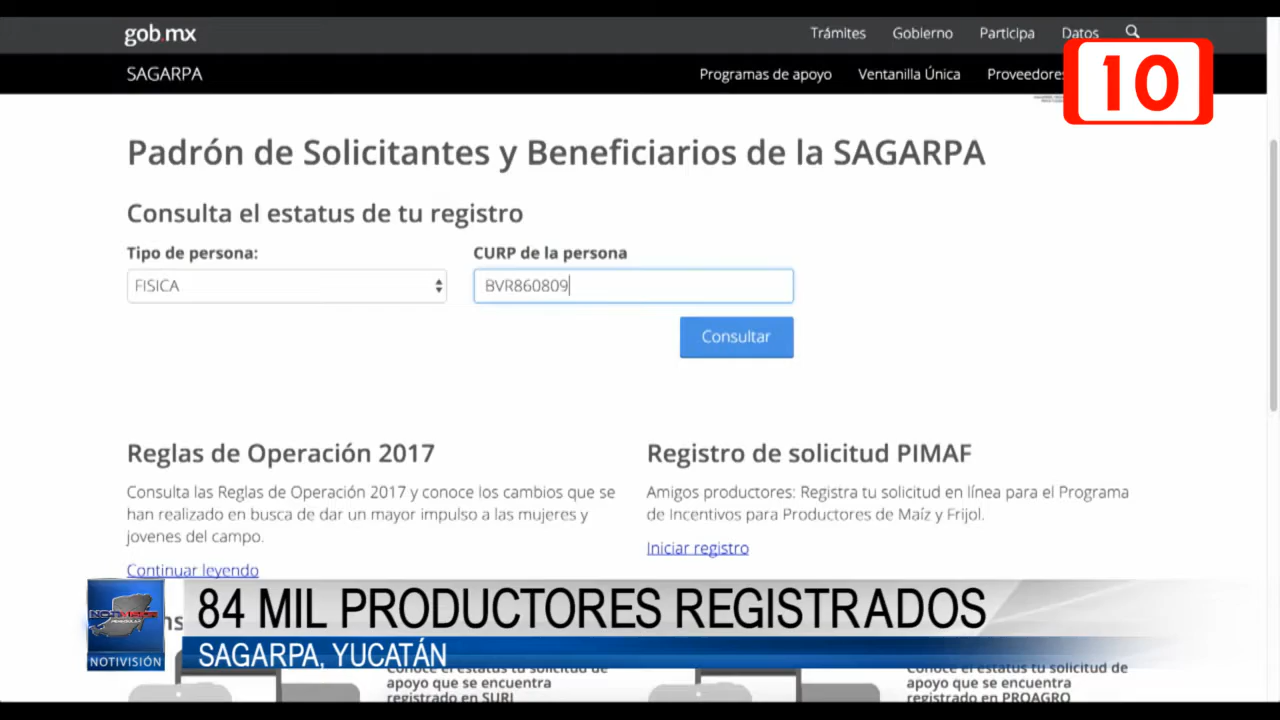 gob.mx
Trámites Gobierno Participa Datos
SAGARPA
Programas de apoyo Ventanilla Única Proveedores
10
Padrón de Solicitantes y Beneficiarios de la SAGARPA
Consulta el estatus de tu registro
Tipo de persona:
CURP de la persona
FISICA
BVR860809
Consultar
Reglas de Operación 2017
Consulta las Reglas de Operación 2017 y conoce los cambios que se
han realizado en busca de dar un mayor impulso a las mujeres y
jovenes del campo.
Continuar leyendo
Registro de solicitud PIMAF
Amigos productores: Registra tu solicitud en línea para el Programa
de Incentivos para Productores de Maíz y Frijol.
Iniciar registro
84 MIL PRODUCTORES REGISTRADOS
SAGARPA, YUCATÁN
NOTIVISIÓN
Conoce el estatus tu solicitud de
apoyo que se encuentra
registrado en SURI
Conoce el estatus tu solicitud de
apoyo que se encuentra
registrado en PROAGRO